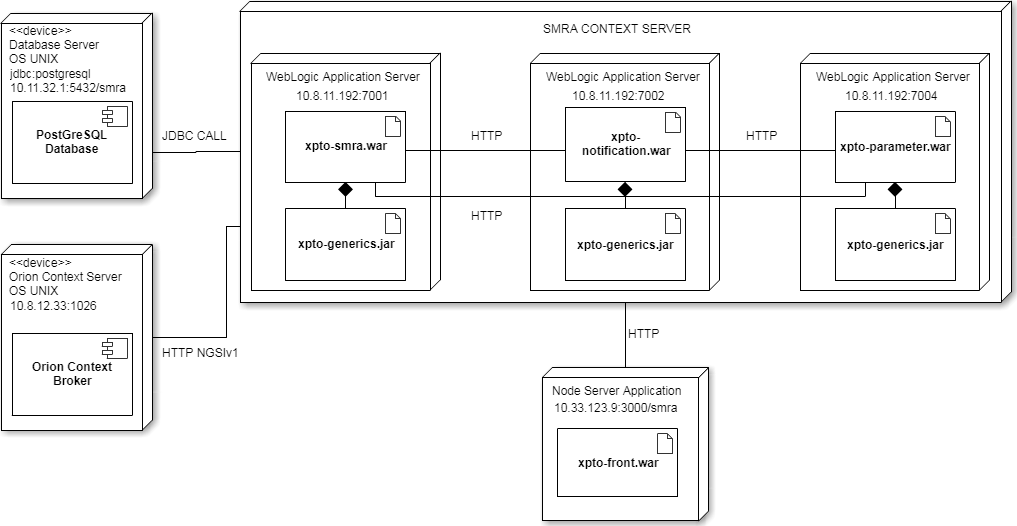 <<device>>
Database Server
OS UNIX
jdbc:postgresql
10.11.32.1:5432/smra
PostGreSQL
Database
JDBC CALL
<<device>>
Orion Context Server
OS UNIX
10.8.12.33:1026
Orion Context
Broker
HTTP NGSIv1
SMRA CONTEXT SERVER
WebLogic Application Server
10.8.11.192:7001
xpto-smra.war
xpto-generics.jar
HTTP
HTTP
WebLogic Application Server
10.8.11.192:7002
xpto-
notification.war
xpto-generics.jar
HTTP
WebLogic Application Server
10.8.11.192:7004
xpto-parameter.war
xpto-generics.jar
HTTP
Node Server Application
10.33.123.9:3000/smra
xpto-front.war